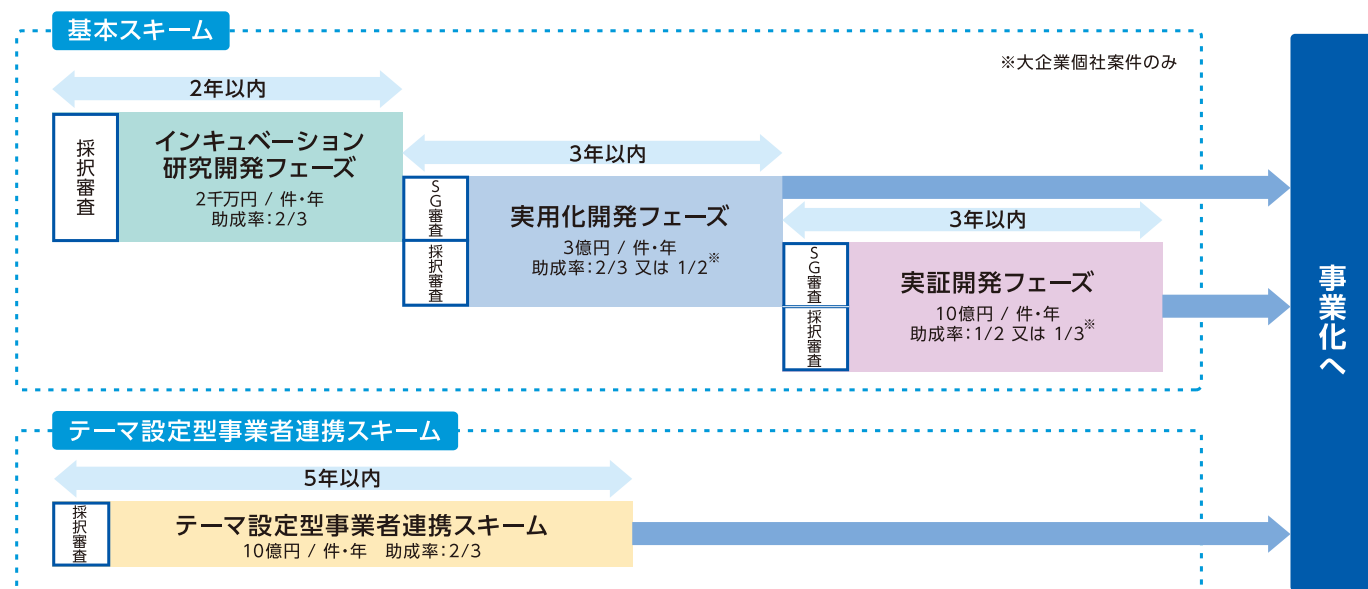 基本スキーム
※大企業個社案件のみ
2年以内
採択審査
インキュベーション
研究開発フェーズ
2千万円 / 件・年
助成率：2/3
3年以内
SG審査
採択審査
実用化開発フェーズ
3億円 / 件・年
助成率：2/3 又は 1/2※
3年以内
SG審査
採択審査
実証開発フェーズ
10億円 / 件・年
助成率：1/2 又は 1/3※
事業化へ
テーマ設定型事業者連携スキーム
5年以内
採択審査
テーマ設定型事業者連携スキーム
10億円 / 件・年　助成率：2/3